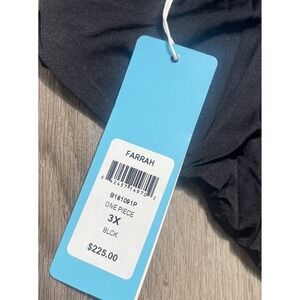 FARRAH
B181091P
ONE PIECE
3X
BLCK
$225.00